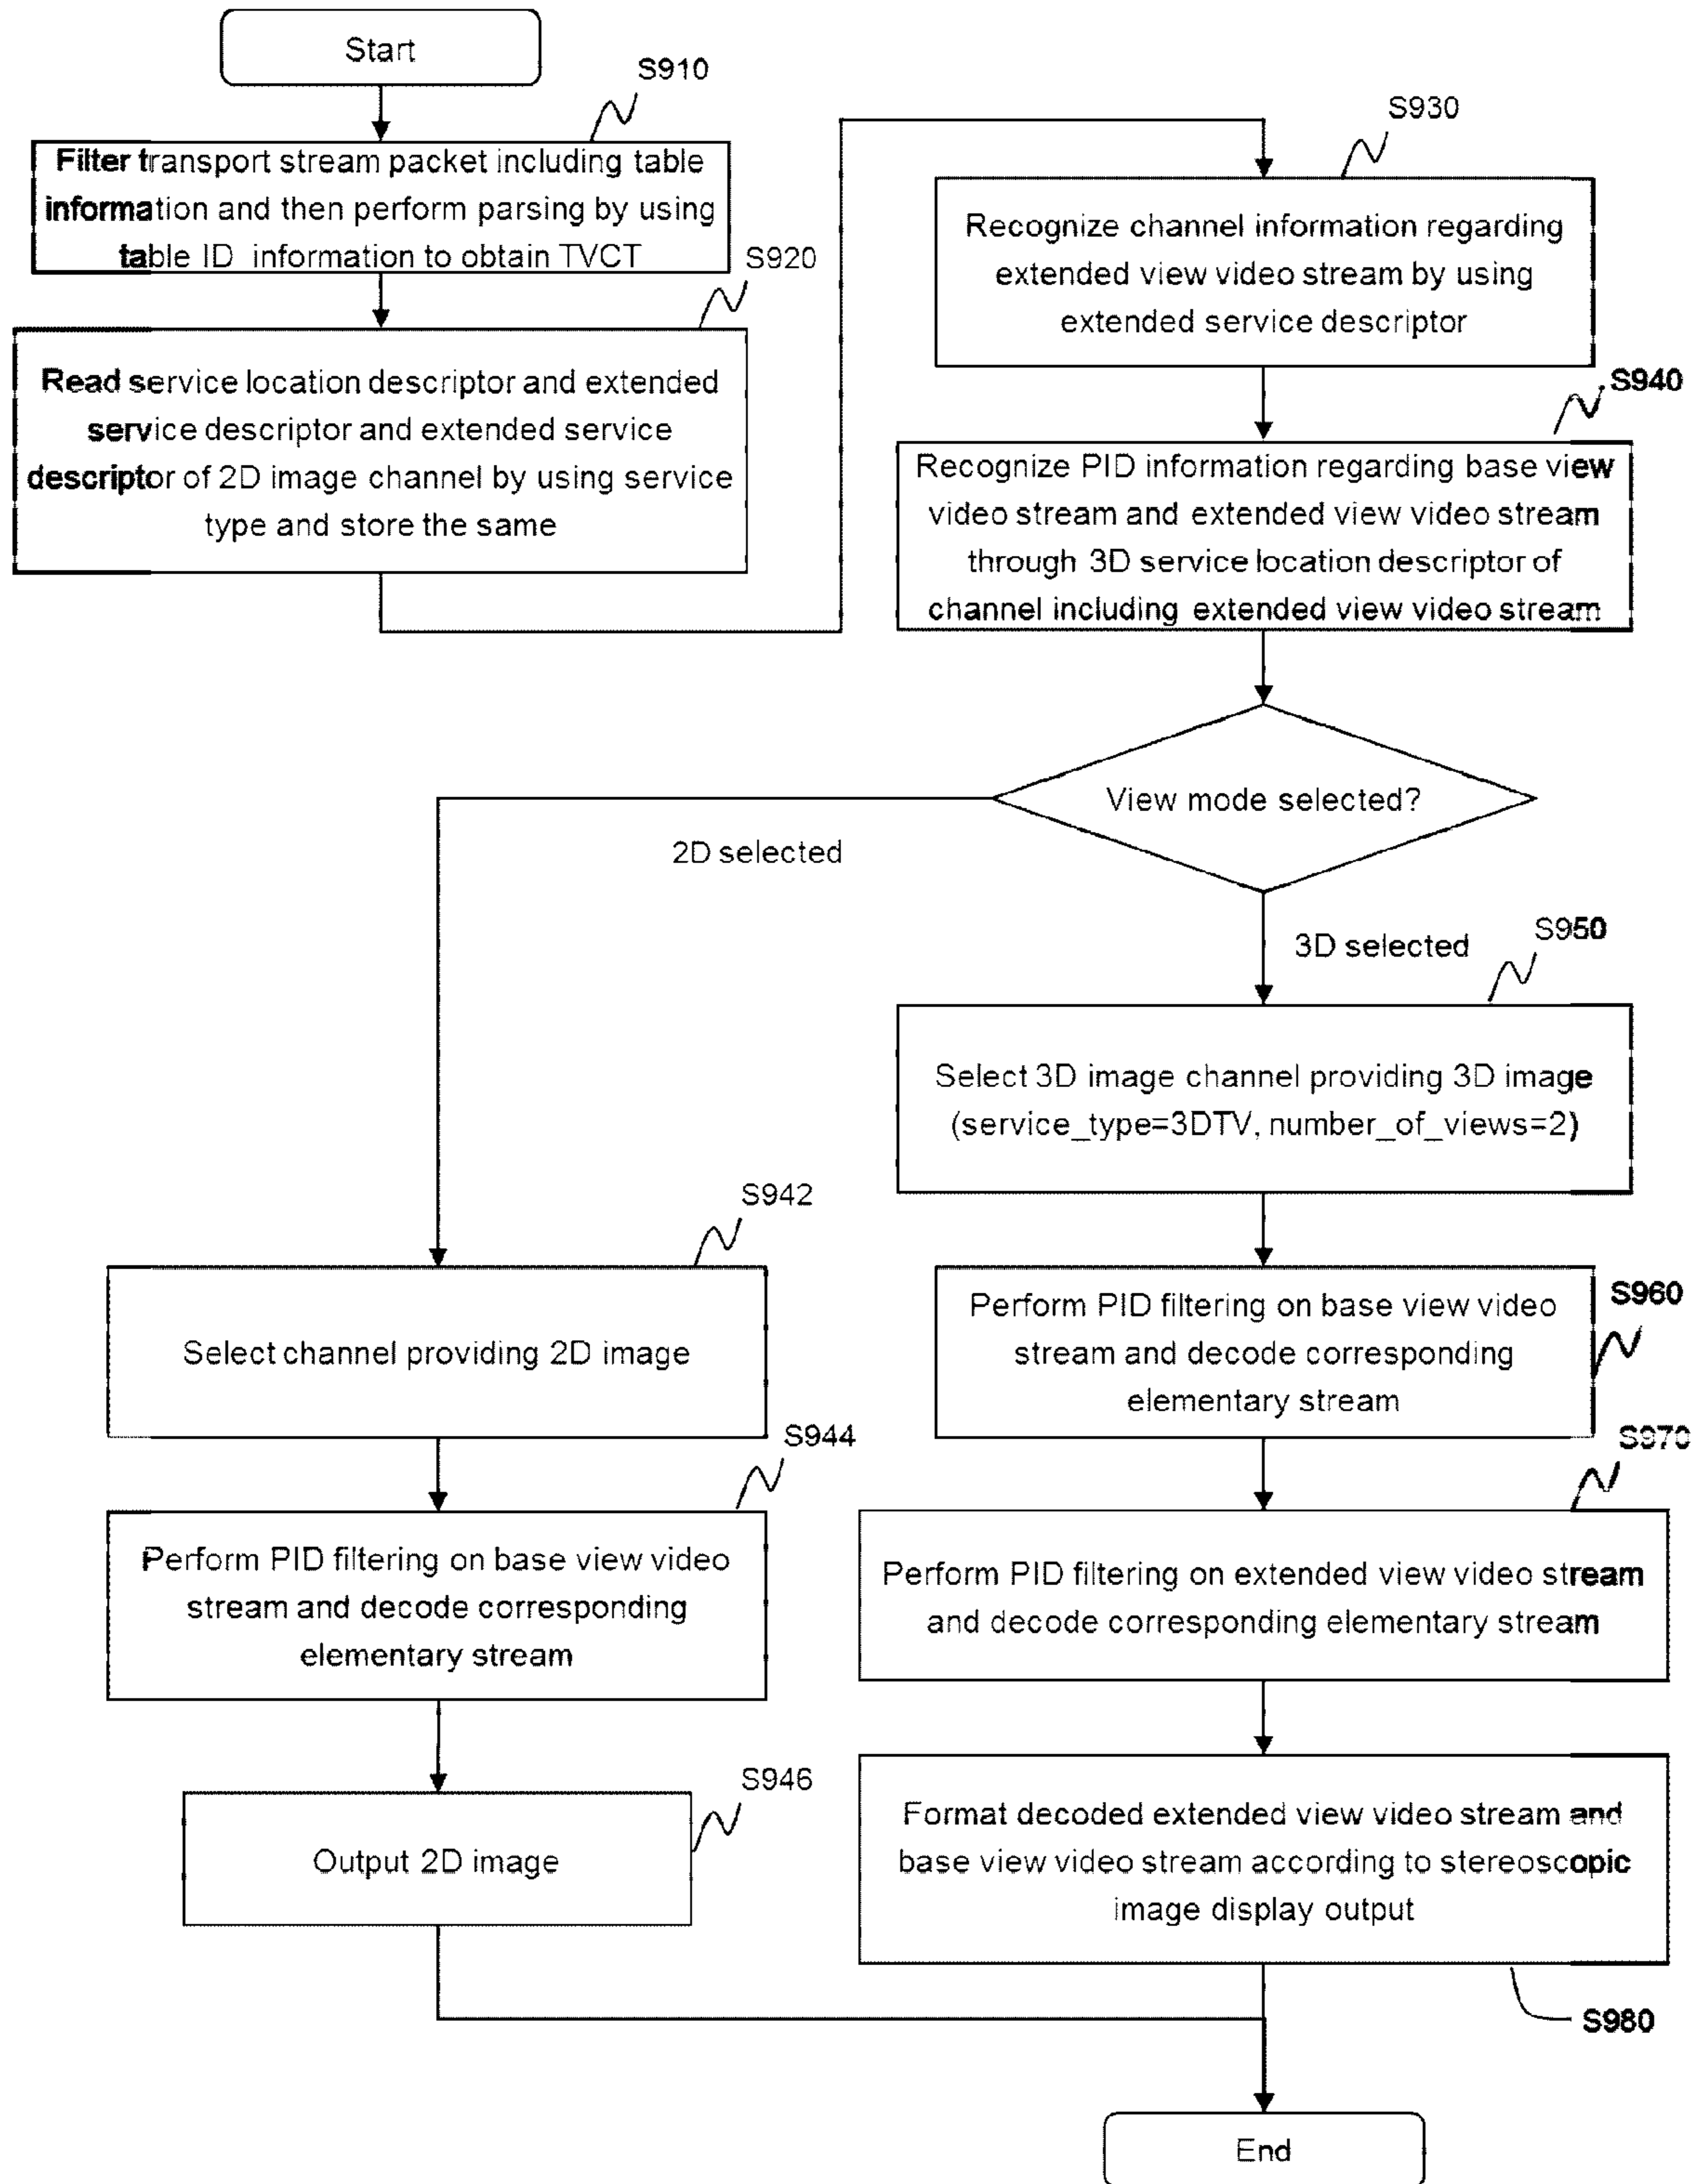 Start
S910
Filter transport stream packet including table
information and then perform parsing by using
table ID information to obtain TVCT
S920
Read service location descriptor and extended
service descriptor and extended service
descriptor of 2D image channel by using service
type and store the same
S930
Recognize channel information regarding
extended view video stream by using
extended service descriptor
S940
Recognize PID information regarding base view
video stream and extended view video stream
through 3D service location descriptor of
channel including extended view video stream
View mode selected?
2D selected
3D selected
S950
Select 3D image channel providing 3D image
(service_type=3DTV, number_of_views=2)
S942
Select channel providing 2D image
S960
Perform PID filtering on base view video
stream and decode corresponding
elementary stream
S944
Perform PID filtering on base view video
stream and decode corresponding
elementary stream
S970
Perform PID filtering on extended view video stream
and decode corresponding elementary stream
S946
Output 2D image
Format decoded extended view video stream and
base view video stream according to stereoscopic
image display output
S980
End